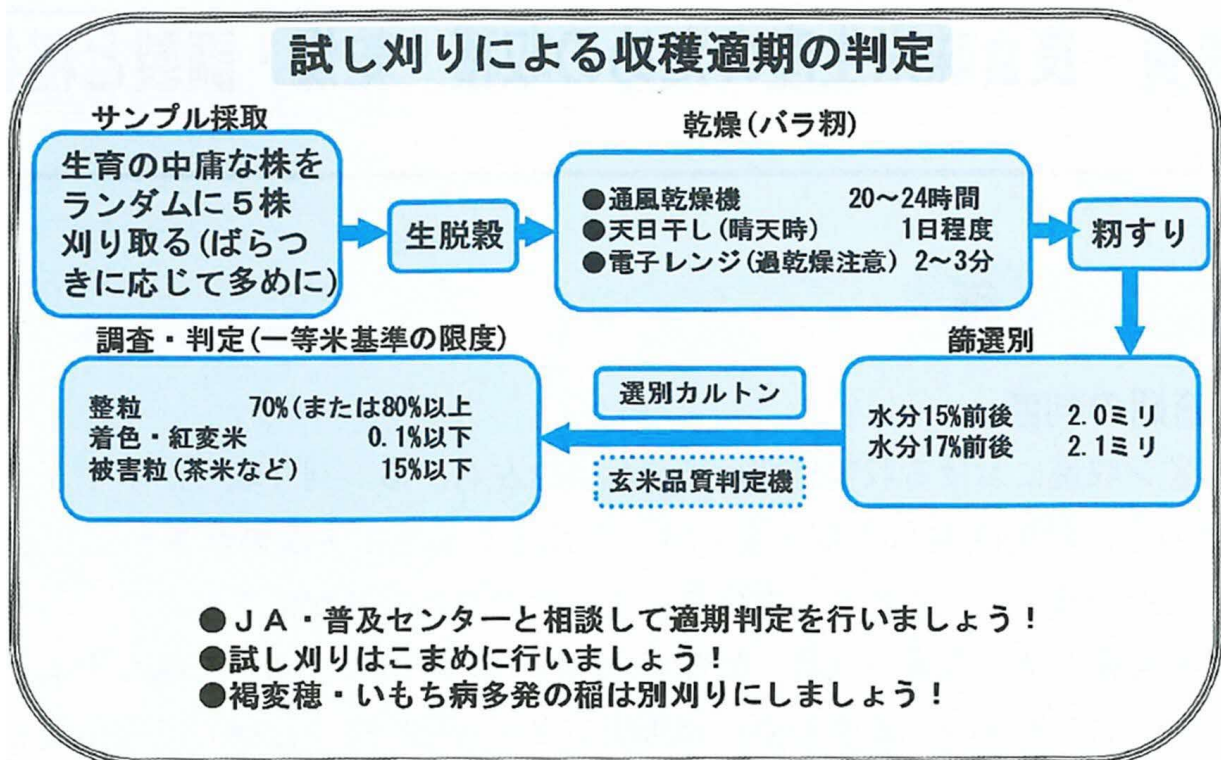 試し刈りによる収穫適期の判定
サンプル採取
生育の中庸な株を
ランダムに5株
刈り取る(ばらつ
きに応じて多めに)
生脱穀
乾燥(バラ籾)
●通風乾燥機 20～24時間
●天日干し(晴天時) 1日程度
●電子レンジ(過乾燥注意) 2～3分
籾すり
篩選別
水分15%前後 2.0ミリ
水分17%前後 2.1ミリ
選別カルトン
玄米品質判定機
調査・判定(一等米基準の限度)
整粒 70%(または80%以上
着色・紅変米 0.1%以下
被害粒(茶米など) 15%以下
●ＪＡ・普及センターと相談して適期判定を行いましょう！
●試し刈りはこまめに行いましょう！
●褐変穂・いもち病多発の稲は別刈りにしましょう！